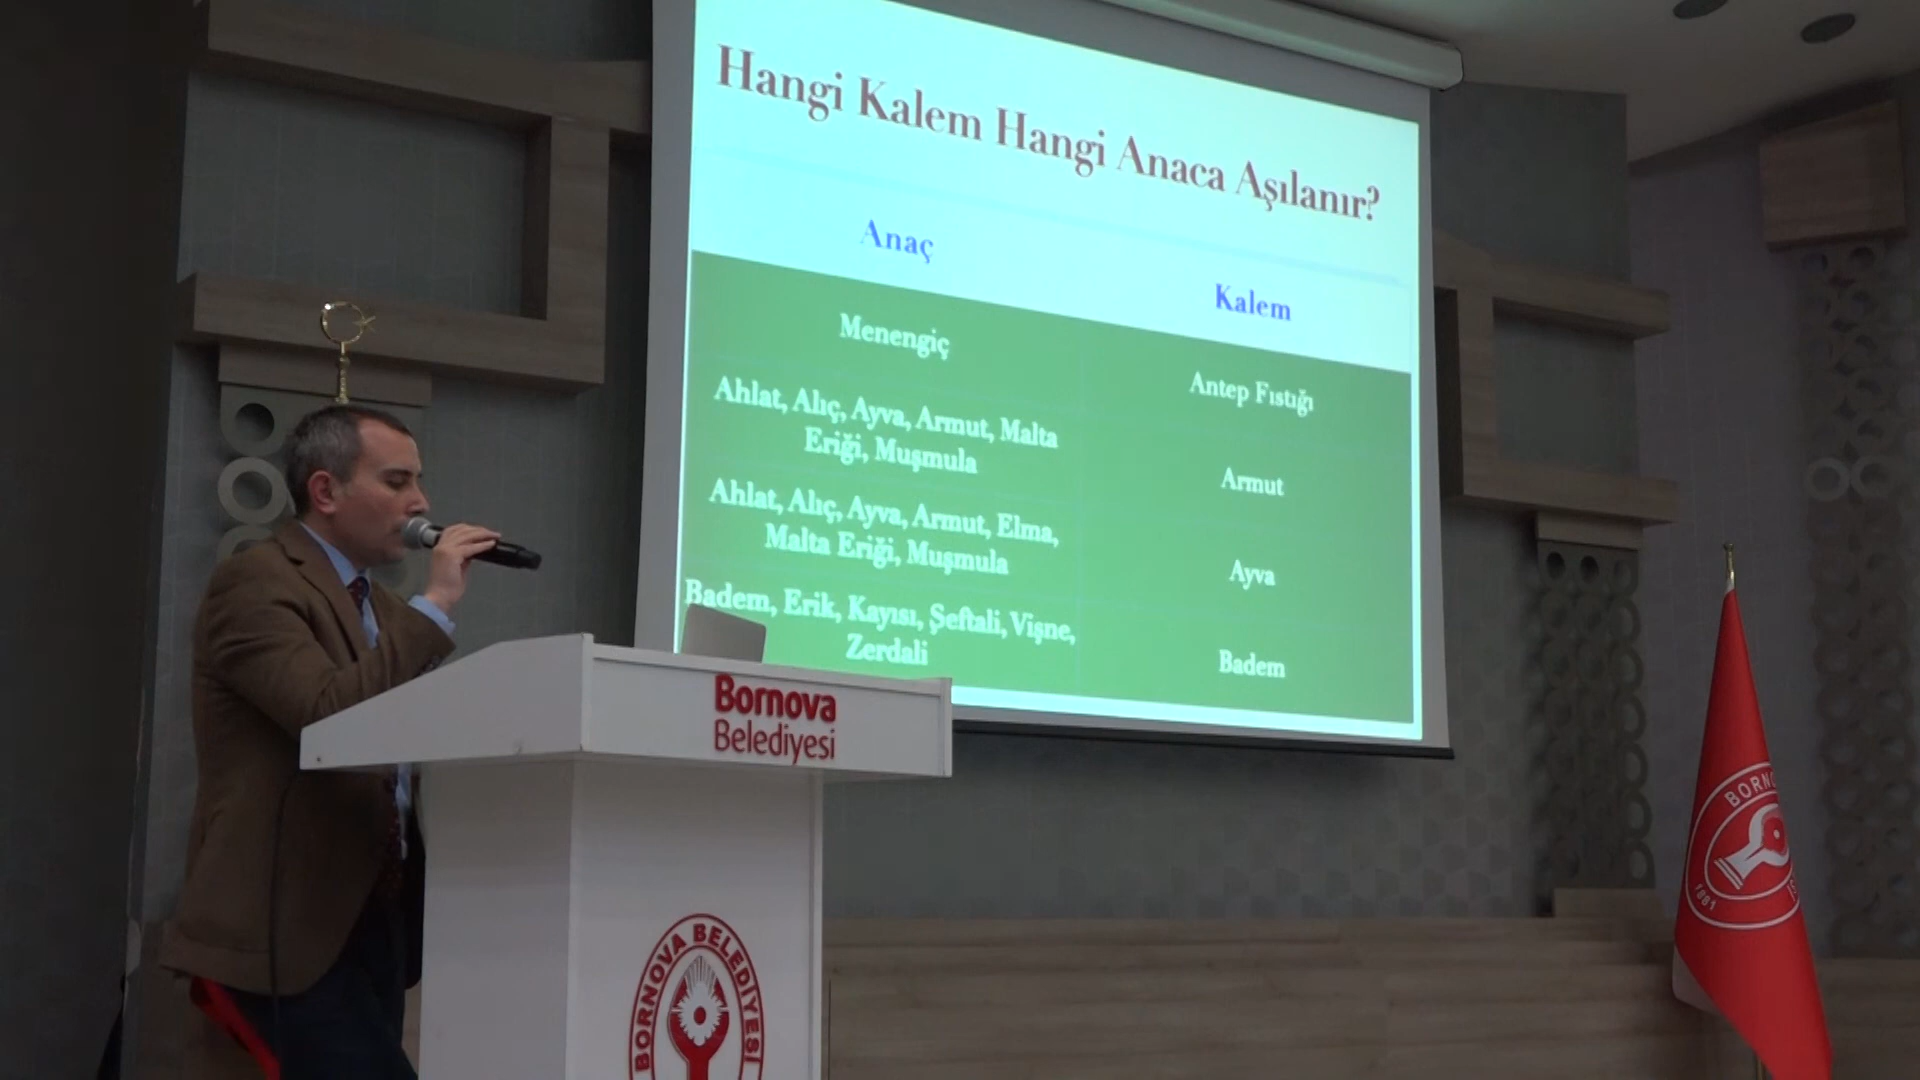 Hangi Kalem Hangi Anaca Aşılanır?
Anaç
Kalem
Menengiç
Antep Fıstığı
Ahlat, Alıç, Ayva, Armut, Malta
Eriği, Muşmula
Armut
Ahlat, Alıç, Ayva, Armut, Elma,
Malta Eriği, Muşmula
Ayva
Badem, Erik, Kayısı, Şeftali, Vişne,
Zerdali
Badem
Bornova
Belediyesi
BORNOVA BELEDİYESİ
1881